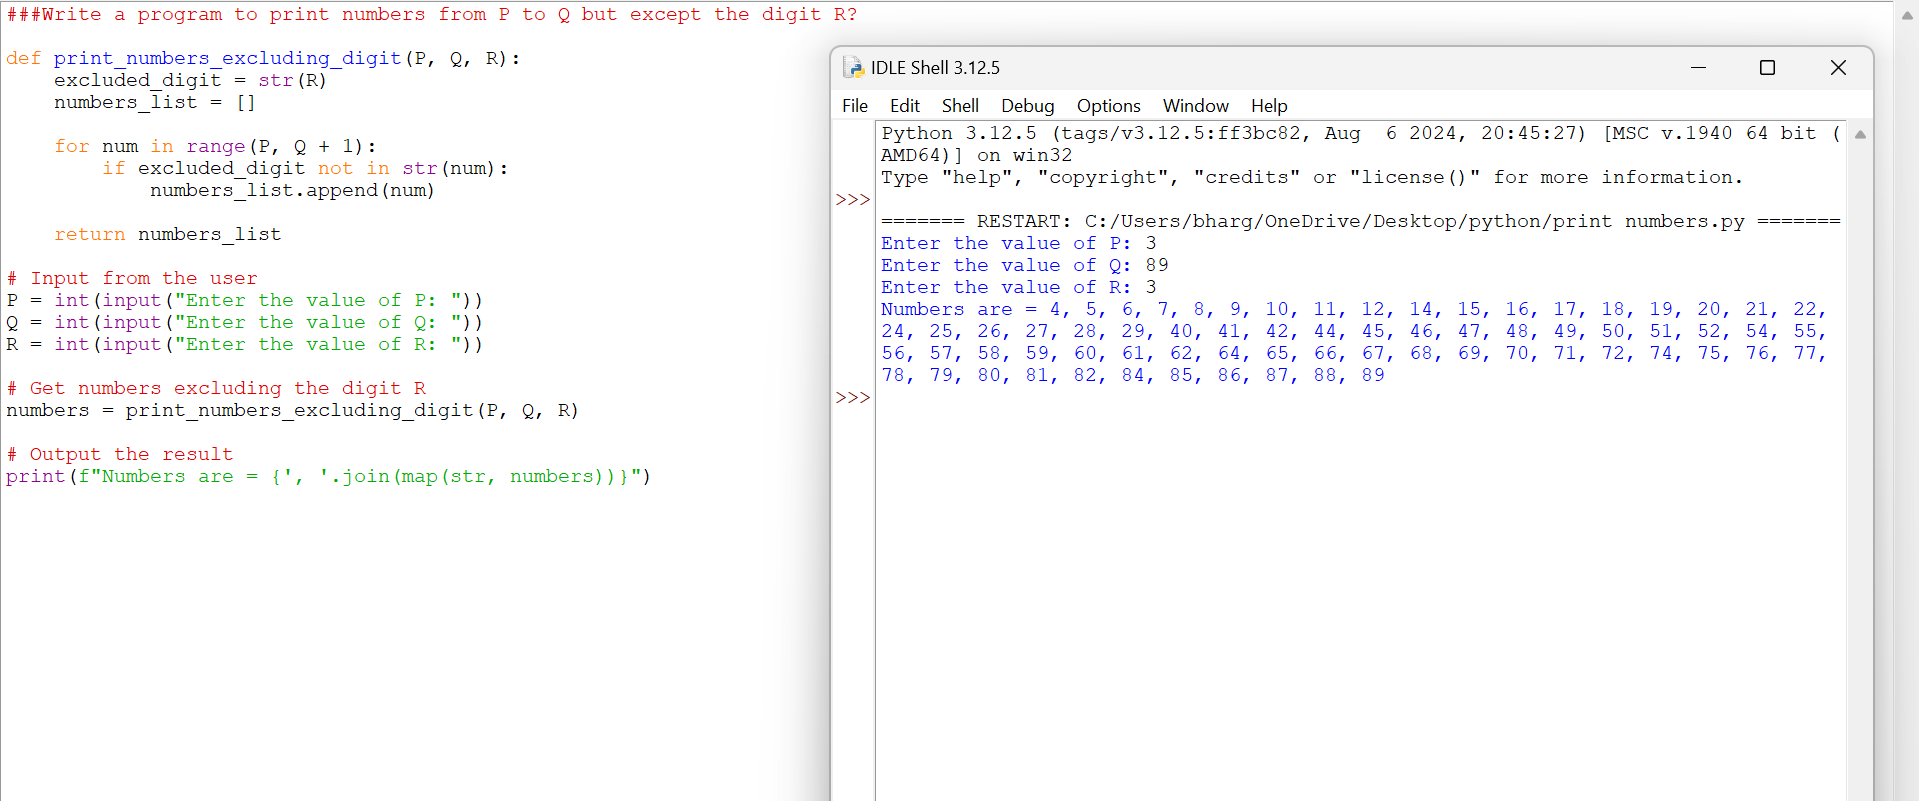 ###Write a program to print numbers from P to Q but except the digit R?
def print_numbers_excluding_digit(P, Q, R):
    excluded_digit = str(R)
    numbers_list = []
    for num in range(P, Q + 1):
        if excluded_digit not in str(num):
            numbers_list.append(num)
    return numbers_list
# Input from the user
P = int(input("Enter the value of P: "))
Q = int(input("Enter the value of Q: "))
R = int(input("Enter the value of R: "))
# Get numbers excluding the digit R
numbers = print_numbers_excluding_digit(P, Q, R)
# Output the result
print(f"Numbers are = {', '.join(map(str, numbers))}")
IDLE Shell 3.12.5
File Edit Shell Debug Options Window Help
Python 3.12.5 (tags/v3.12.5:ff3bc82, Aug  6 2024, 20:45:27) [MSC v.1940 64 bit (
AMD64)] on win32
Type "help", "copyright", "credits" or "license()" for more information.
>>>
======= RESTART: C:/Users/bharg/OneDrive/Desktop/python/print numbers.py =======
Enter the value of P: 3
Enter the value of Q: 89
Enter the value of R: 3
Numbers are = 4, 5, 6, 7, 8, 9, 10, 11, 12, 14, 15, 16, 17, 18, 19, 20, 21, 22,
24, 25, 26, 27, 28, 29, 40, 41, 42, 44, 45, 46, 47, 48, 49, 50, 51, 52, 54, 55,
56, 57, 58, 59, 60, 61, 62, 64, 65, 66, 67, 68, 69, 70, 71, 72, 74, 75, 76, 77,
78, 79, 80, 81, 82, 84, 85, 86, 87, 88, 89
>>>